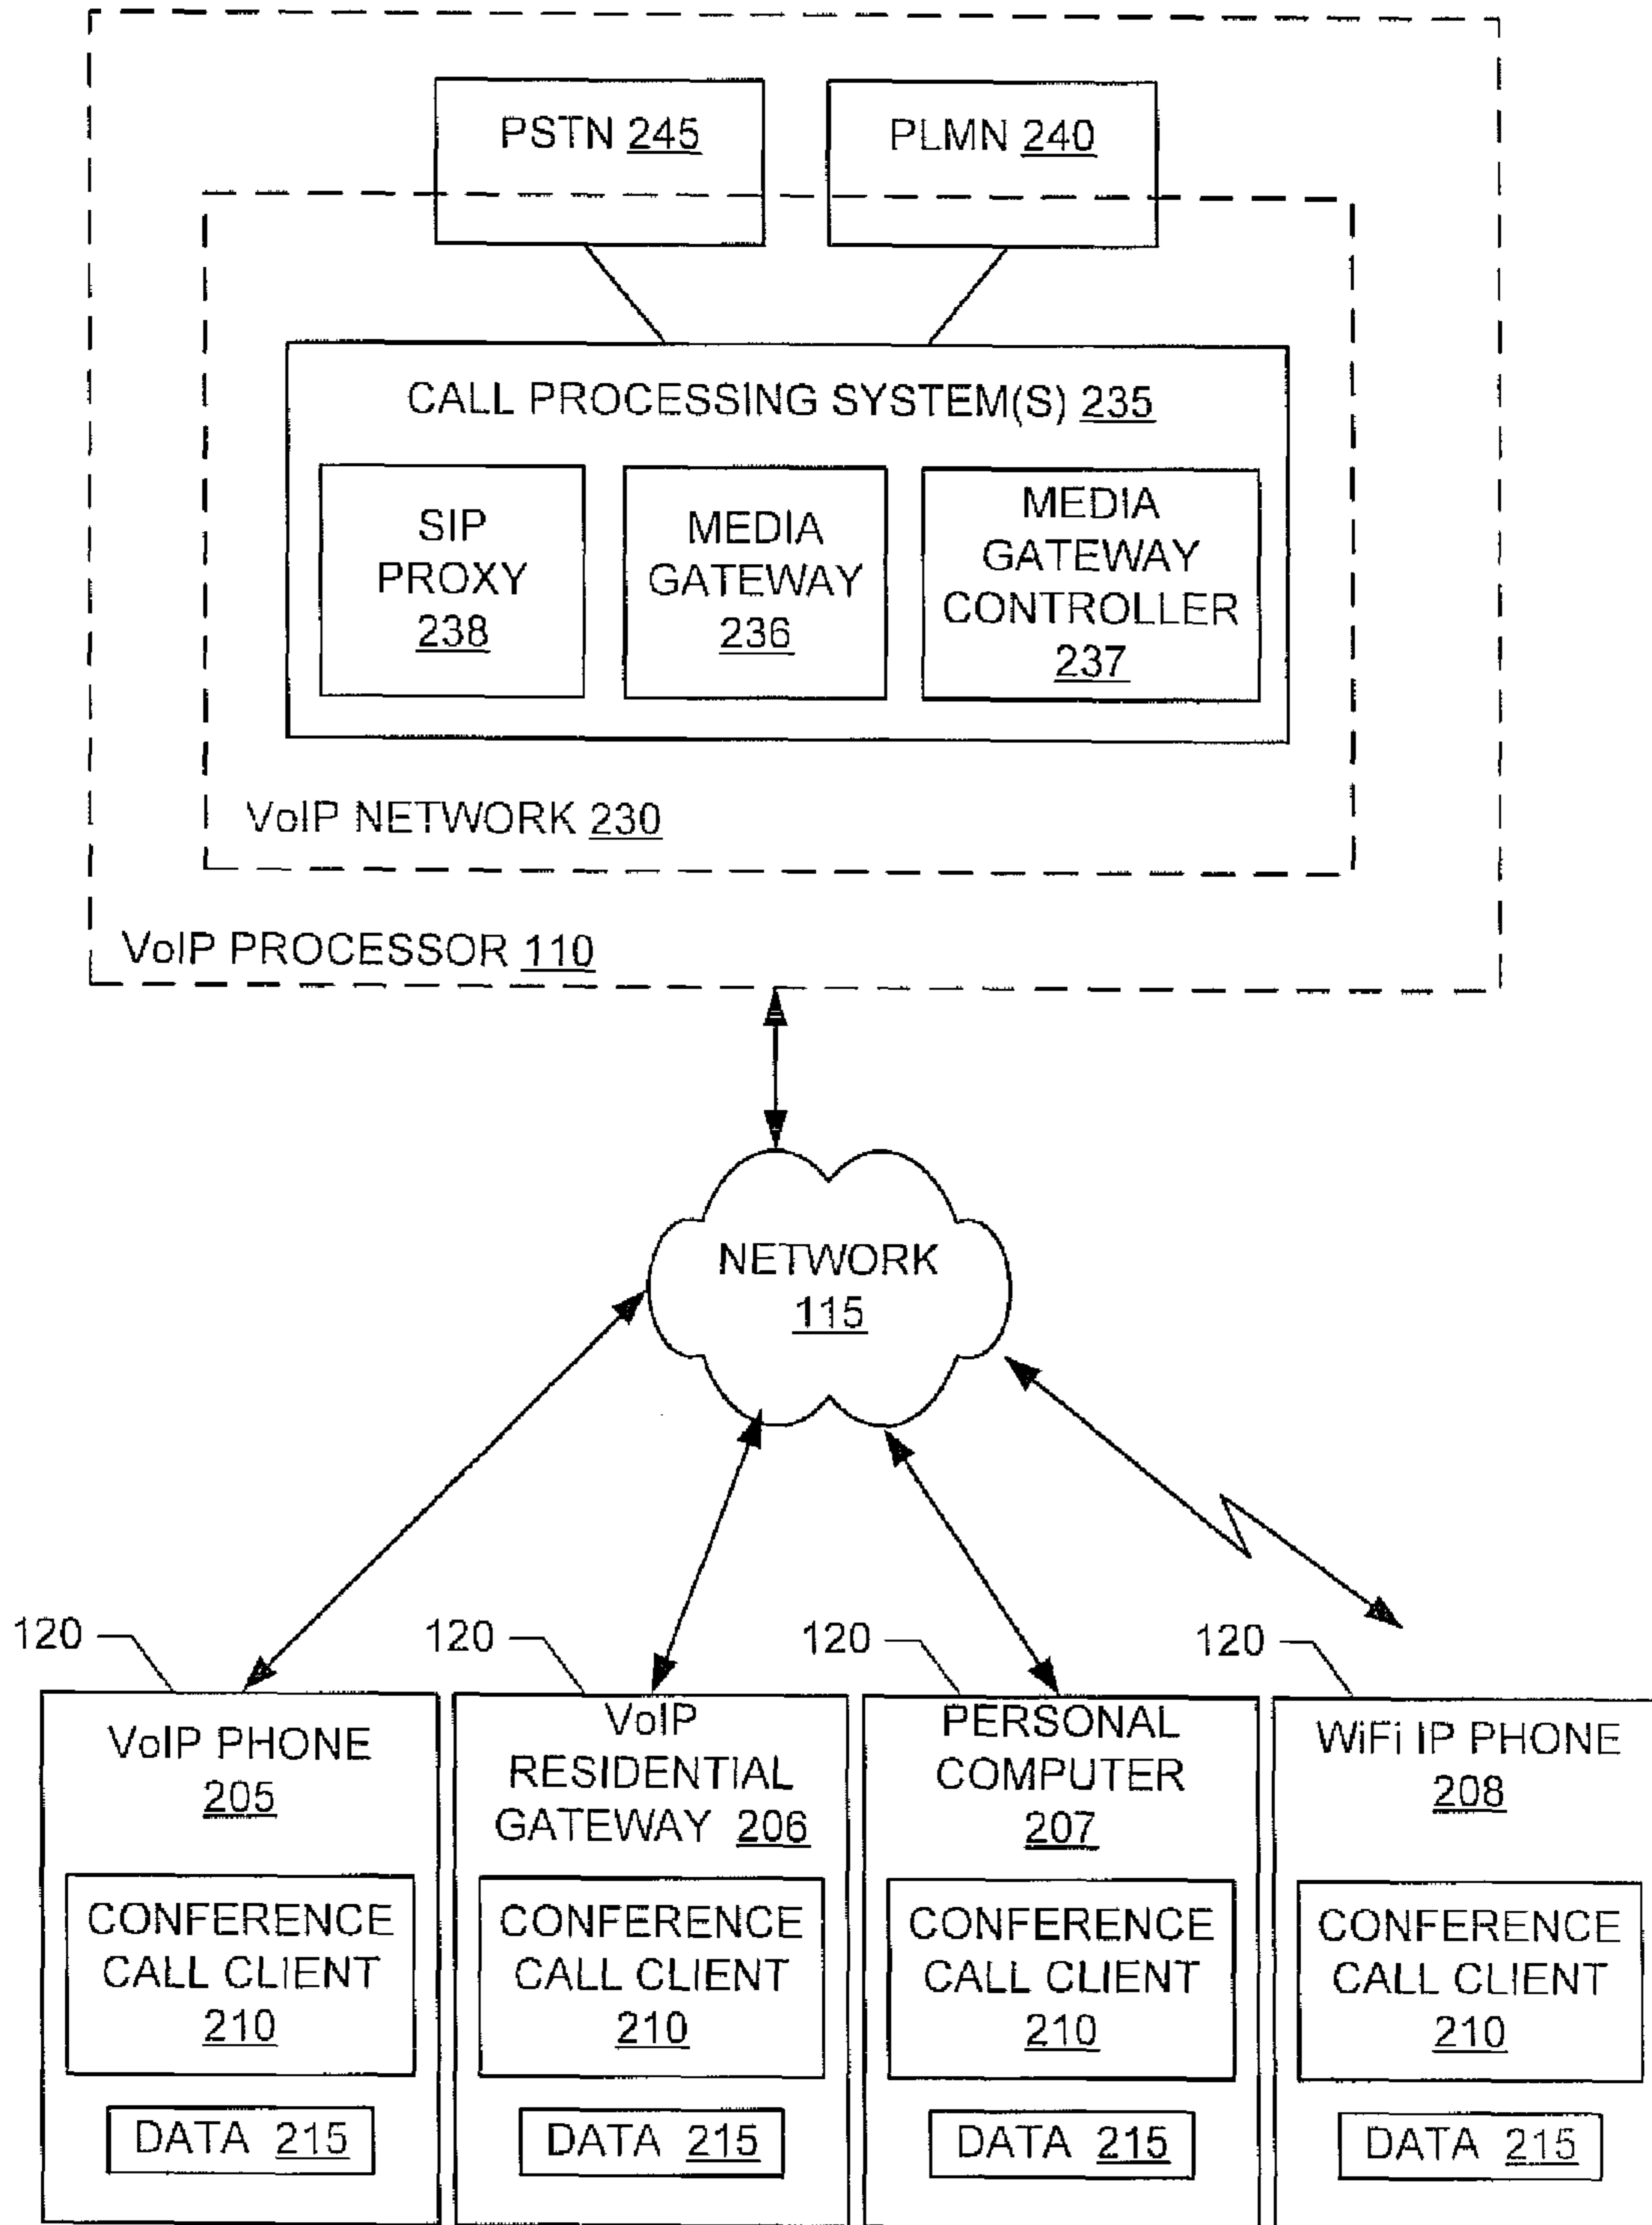 PSTN 245
PLMN 240
CALL PROCESSING SYSTEM(S) 235
SIP
PROXY
238
MEDIA
GATEWAY
236
MEDIA
GATEWAY
CONTROLLER
237
VoIP NETWORK 230
VoIP PROCESSOR 110
NETWORK
115
120
120
120
120
VoIP PHONE
205
CONFERENCE
CALL CLIENT
210
DATA 215
VoIP
RESIDENTIAL
GATEWAY 206
CONFERENCE
CALL CLIENT
210
DATA 215
PERSONAL
COMPUTER
207
CONFERENCE
CALL CLIENT
210
DATA 215
WiFi IP PHONE
208
CONFERENCE
CALL CLIENT
210
DATA 215